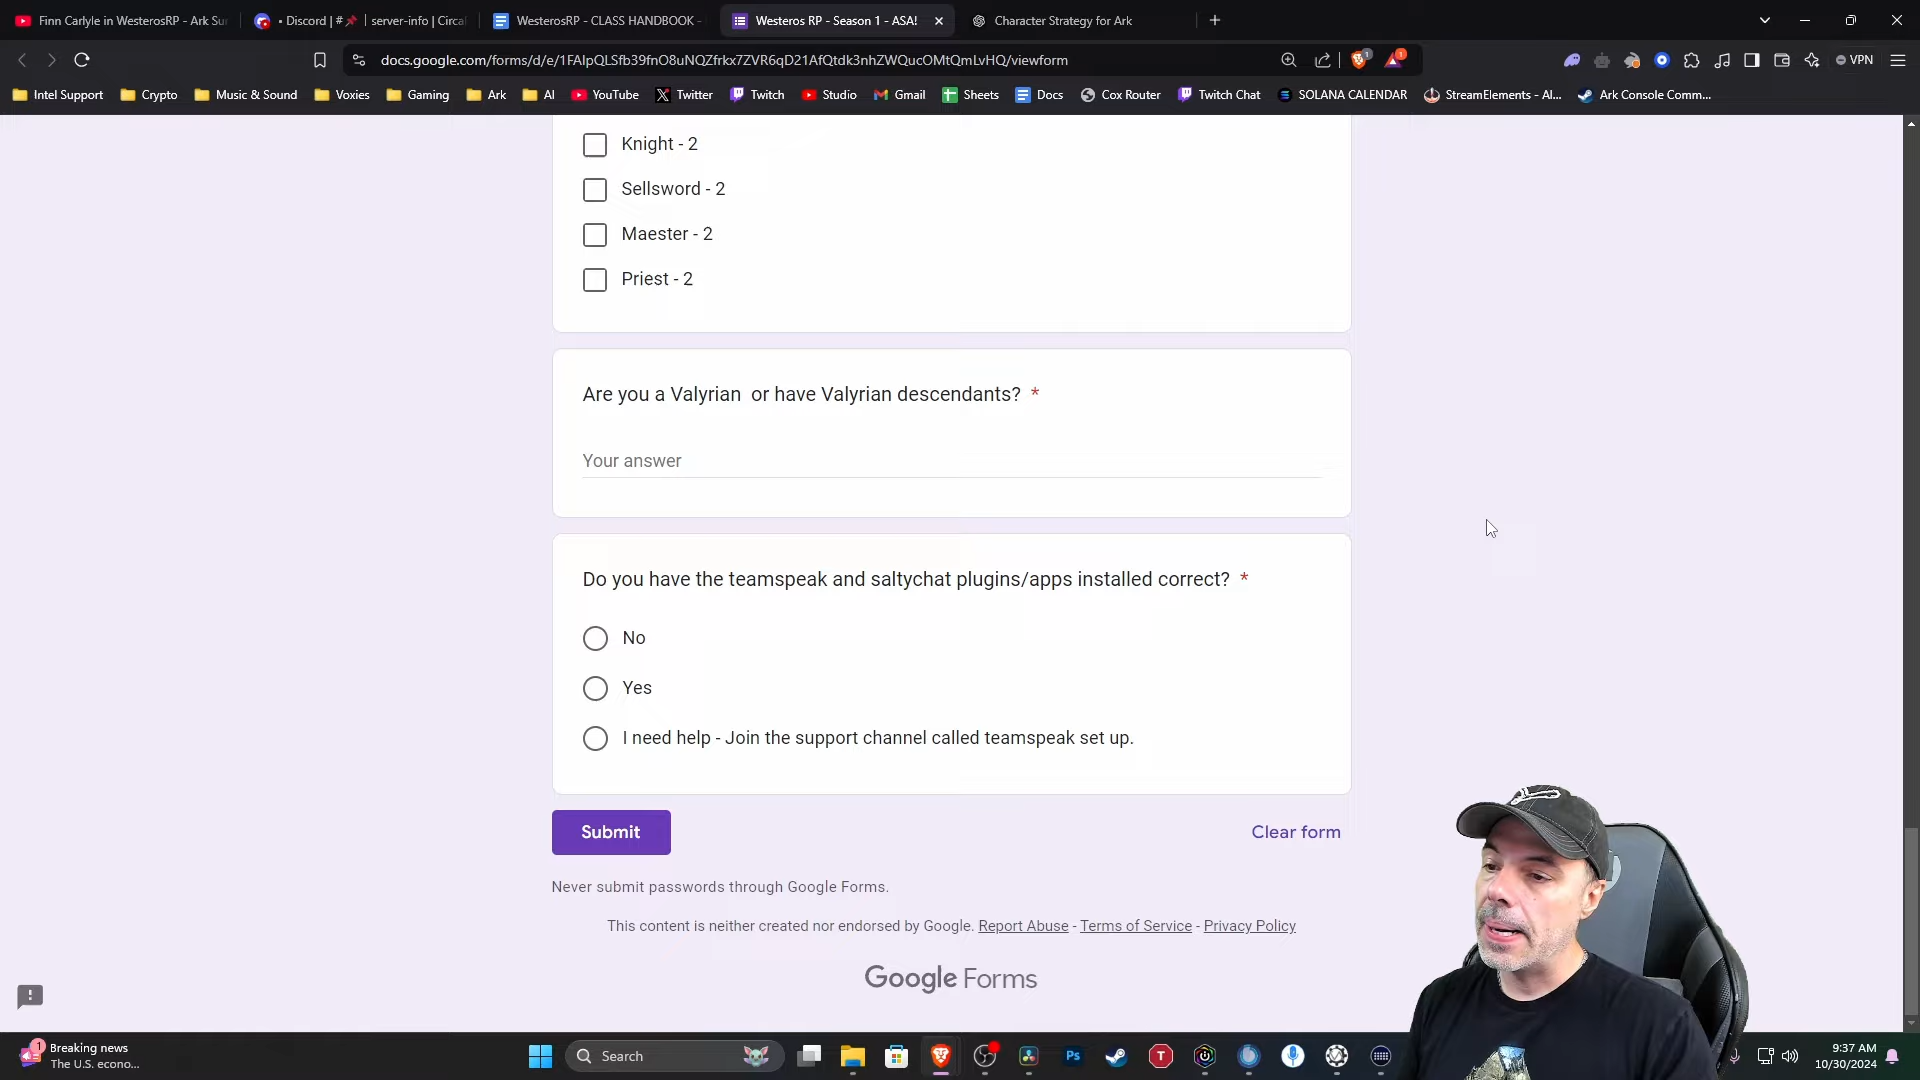 Finn Carlyle in WesterosRP - Ark Sur
• Discord | # | server-info | Circa
WesterosRP - CLASS HANDBOOK -
Westeros RP - Season 1 - ASA!
Character Strategy for Ark
docs.google.com/forms/d/e/1FAIpQLSfb39fnO8uNQZfrkx7ZVR6qD21AfQtdk3nhZWQucOMtQmLvHQ/viewform
1
1
VPN
Intel Support
Crypto
Music & Sound
Voxies
Gaming
Ark
AI
YouTube
Twitter
Twitch
Studio
Gmail
Sheets
Docs
Cox Router
Twitch Chat
SOLANA CALENDAR
StreamElements - AI...
Ark Console Comm...
Knight - 2
Sellsword - 2
Maester - 2
Priest - 2
Are you a Valyrian or have Valyrian descendants? *
Your answer
Do you have the teamspeak and saltychat plugins/apps installed correct? *
No
Yes
I need help - Join the support channel called teamspeak set up.
Submit
Clear form
Never submit passwords through Google Forms.
This content is neither created nor endorsed by Google. Report Abuse - Terms of Service - Privacy Policy
Google Forms
1
Breaking news
The U.S. econo...
Search
Ps
T
9:37 AM
10/30/2024